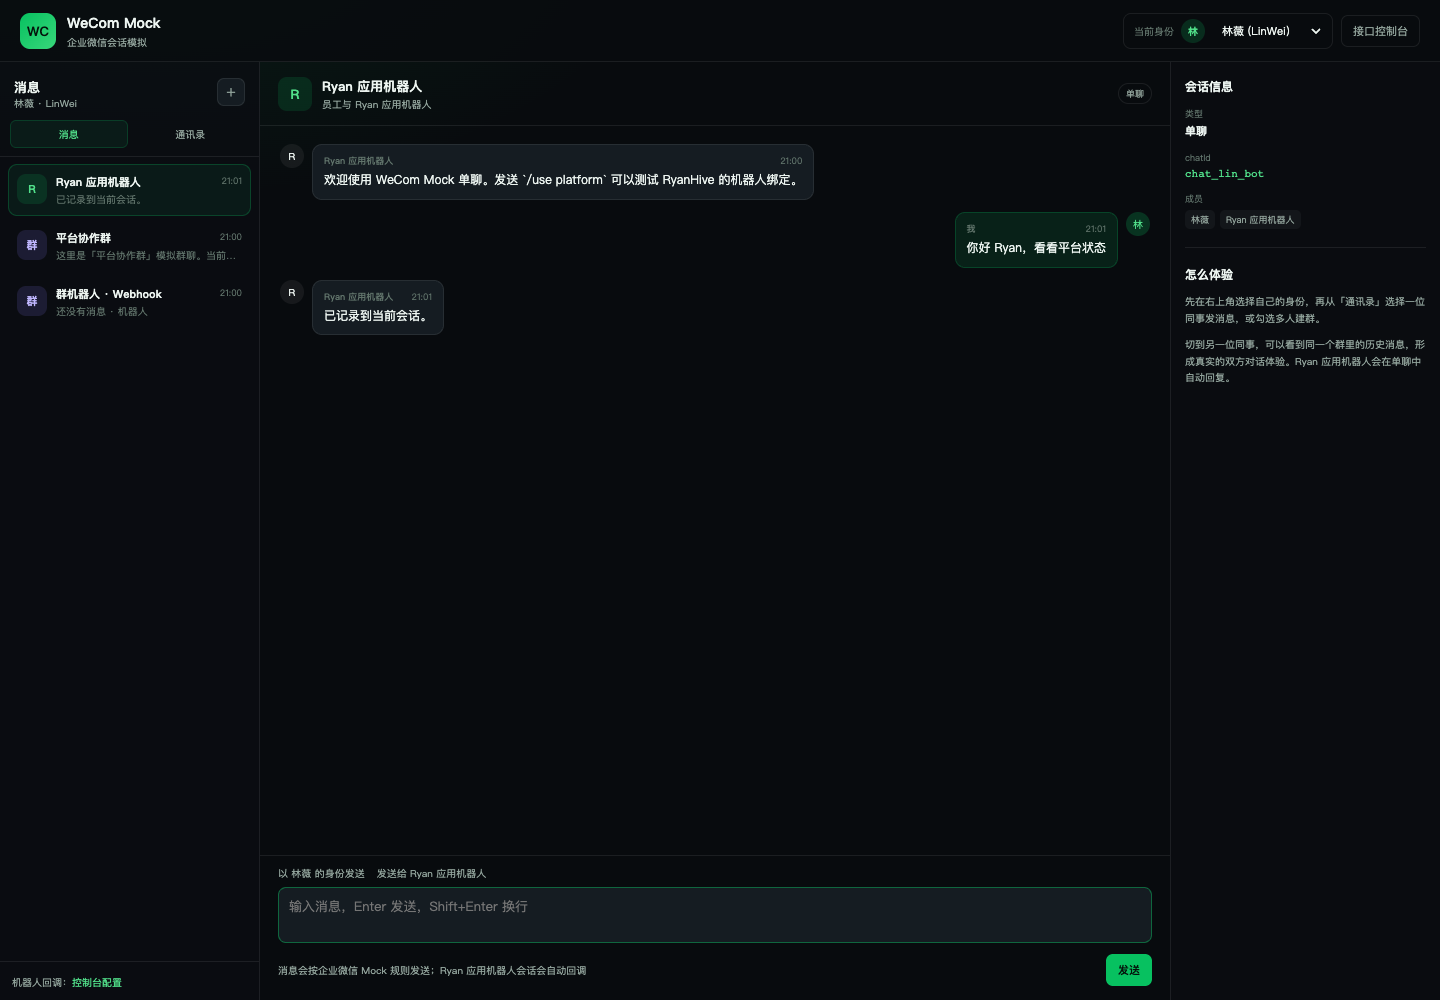 WC
WeCom Mock
企业微信会话模拟
当前身份
林
林薇 (LinWei)
接口控制台
消息
林薇 · LinWei
+
消息
通讯录
R
Ryan 应用机器人
21:01
已记录到当前会话。
群
平台协作群
21:00
这里是「平台协作群」模拟群聊。当前...
群
群机器人 · Webhook
21:00
还没有消息 · 机器人
机器人回调: 控制台配置
R
Ryan 应用机器人
员工与 Ryan 应用机器人
单聊
R
Ryan 应用机器人
21:00
欢迎使用 WeCom Mock 单聊。发送 `/use platform` 可以测试 RyanHive 的机器人绑定。
我
21:01
你好 Ryan，看看平台状态
林
R
Ryan 应用机器人
21:01
已记录到当前会话。
以 林薇 的身份发送
发送给 Ryan 应用机器人
输入消息，Enter 发送，Shift+Enter 换行
消息会按企业微信 Mock 规则发送；Ryan 应用机器人会话会自动回调
发送
会话信息
类型
单聊
chatid
chat_lin_bot
成员
林薇
Ryan 应用机器人
怎么体验
先在右上角选择自己的身份，再从「通讯录」选择一位
同事发消息，或勾选多人建群。
切到另一位同事，可以看到同一个群里的历史消息，形
成真实的双方对话体验。Ryan 应用机器人会在单聊中
自动回复。